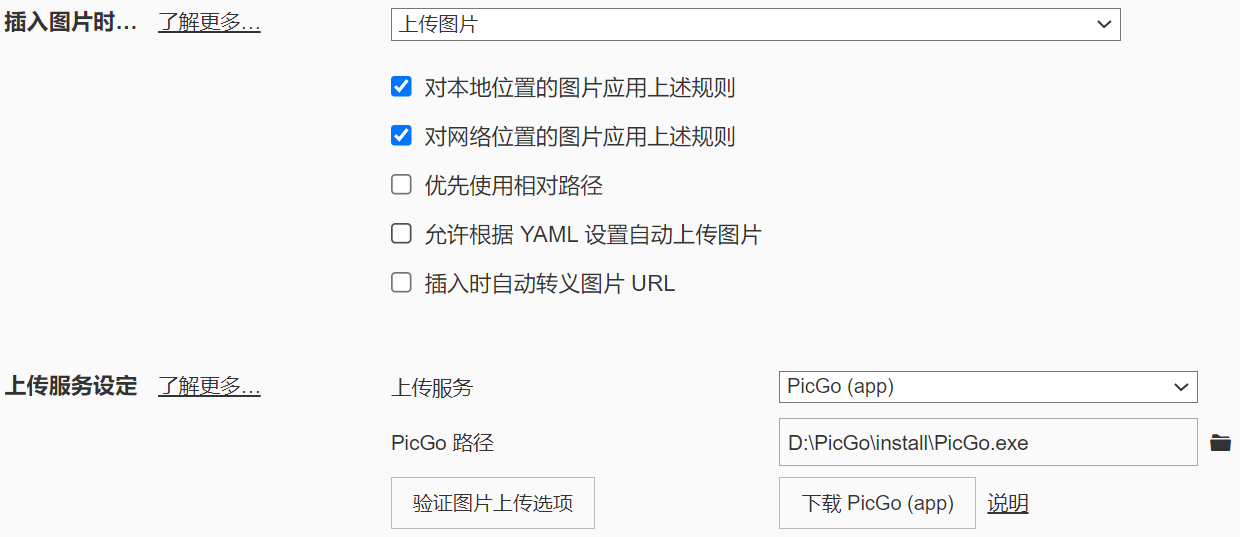 插入图片时… 了解更多… 上传图片
对本地位置的图片应用上述规则
对网络位置的图片应用上述规则
优先使用相对路径
允许根据 YAML 设置自动上传图片
插入时自动转义图片 URL
上传服务设定 了解更多… 上传服务 PicGo (app)
PicGo 路径 D:\PicGo\install\PicGo.exe
验证图片上传选项 下载 PicGo (app) 说明